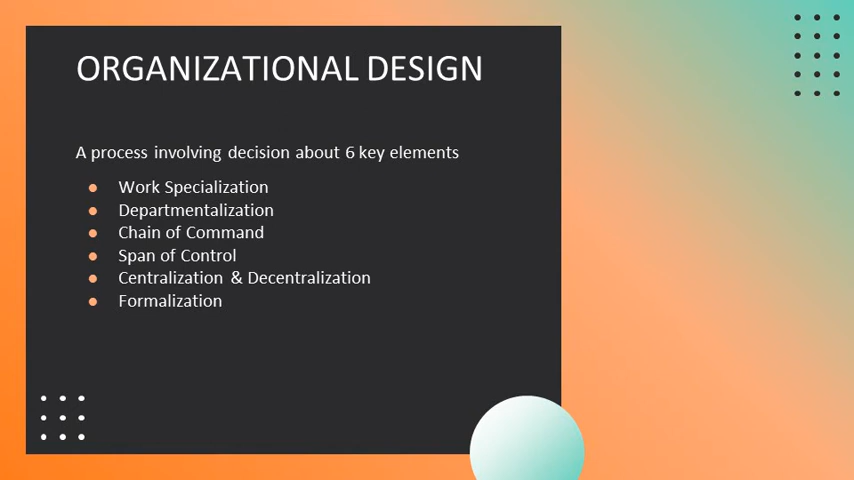 ORGANIZATIONAL DESIGN
A process involving decision about 6 key elements
Work Specialization
Departmentalization
Chain of Command
Span of Control
Centralization & Decentralization
Formalization